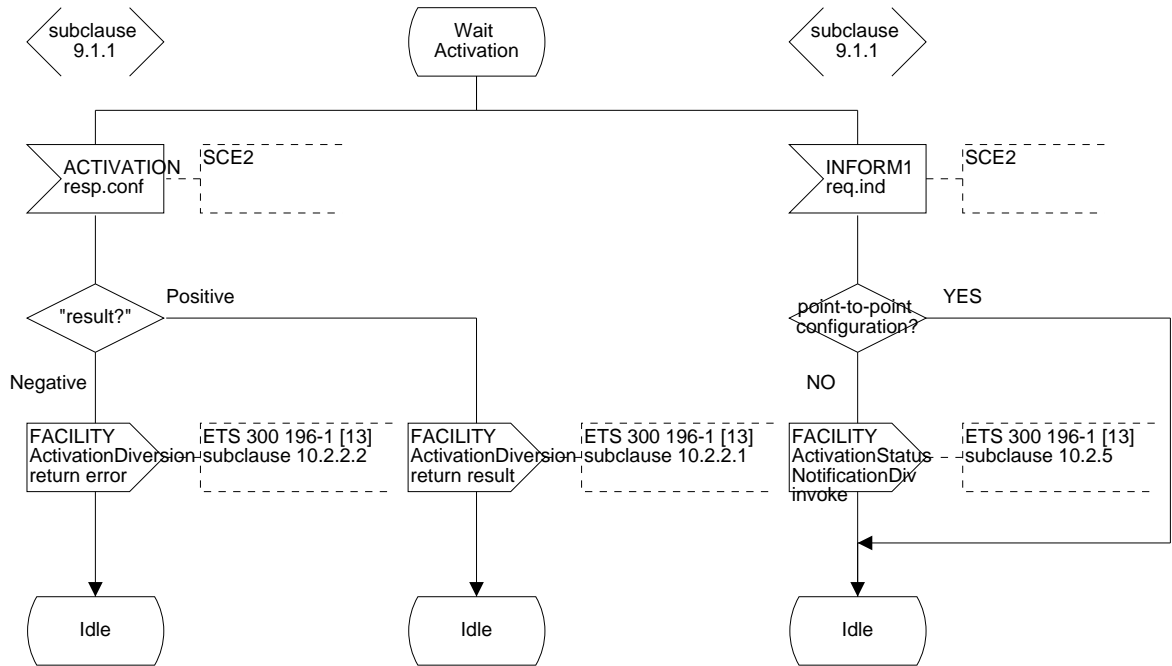 subclause
9.1.1
Wait
Activation
subclause
9.1.1
ACTIVATION
resp.conf
SCE2
INFORM1
req.ind
SCE2
"result?"
Positive
point-to-point
configuration?
YES
Negative
NO
FACILITY
ActivationDiversion
return error
ETS 300 196-1 [13]
subclause 10.2.2.2
FACILITY
ActivationDiversion
return result
ETS 300 196-1 [13]
subclause 10.2.2.1
FACILITY
ActivationStatus
NotificationDiv
invoke
ETS 300 196-1 [13]
subclause 10.2.5
Idle
Idle
Idle